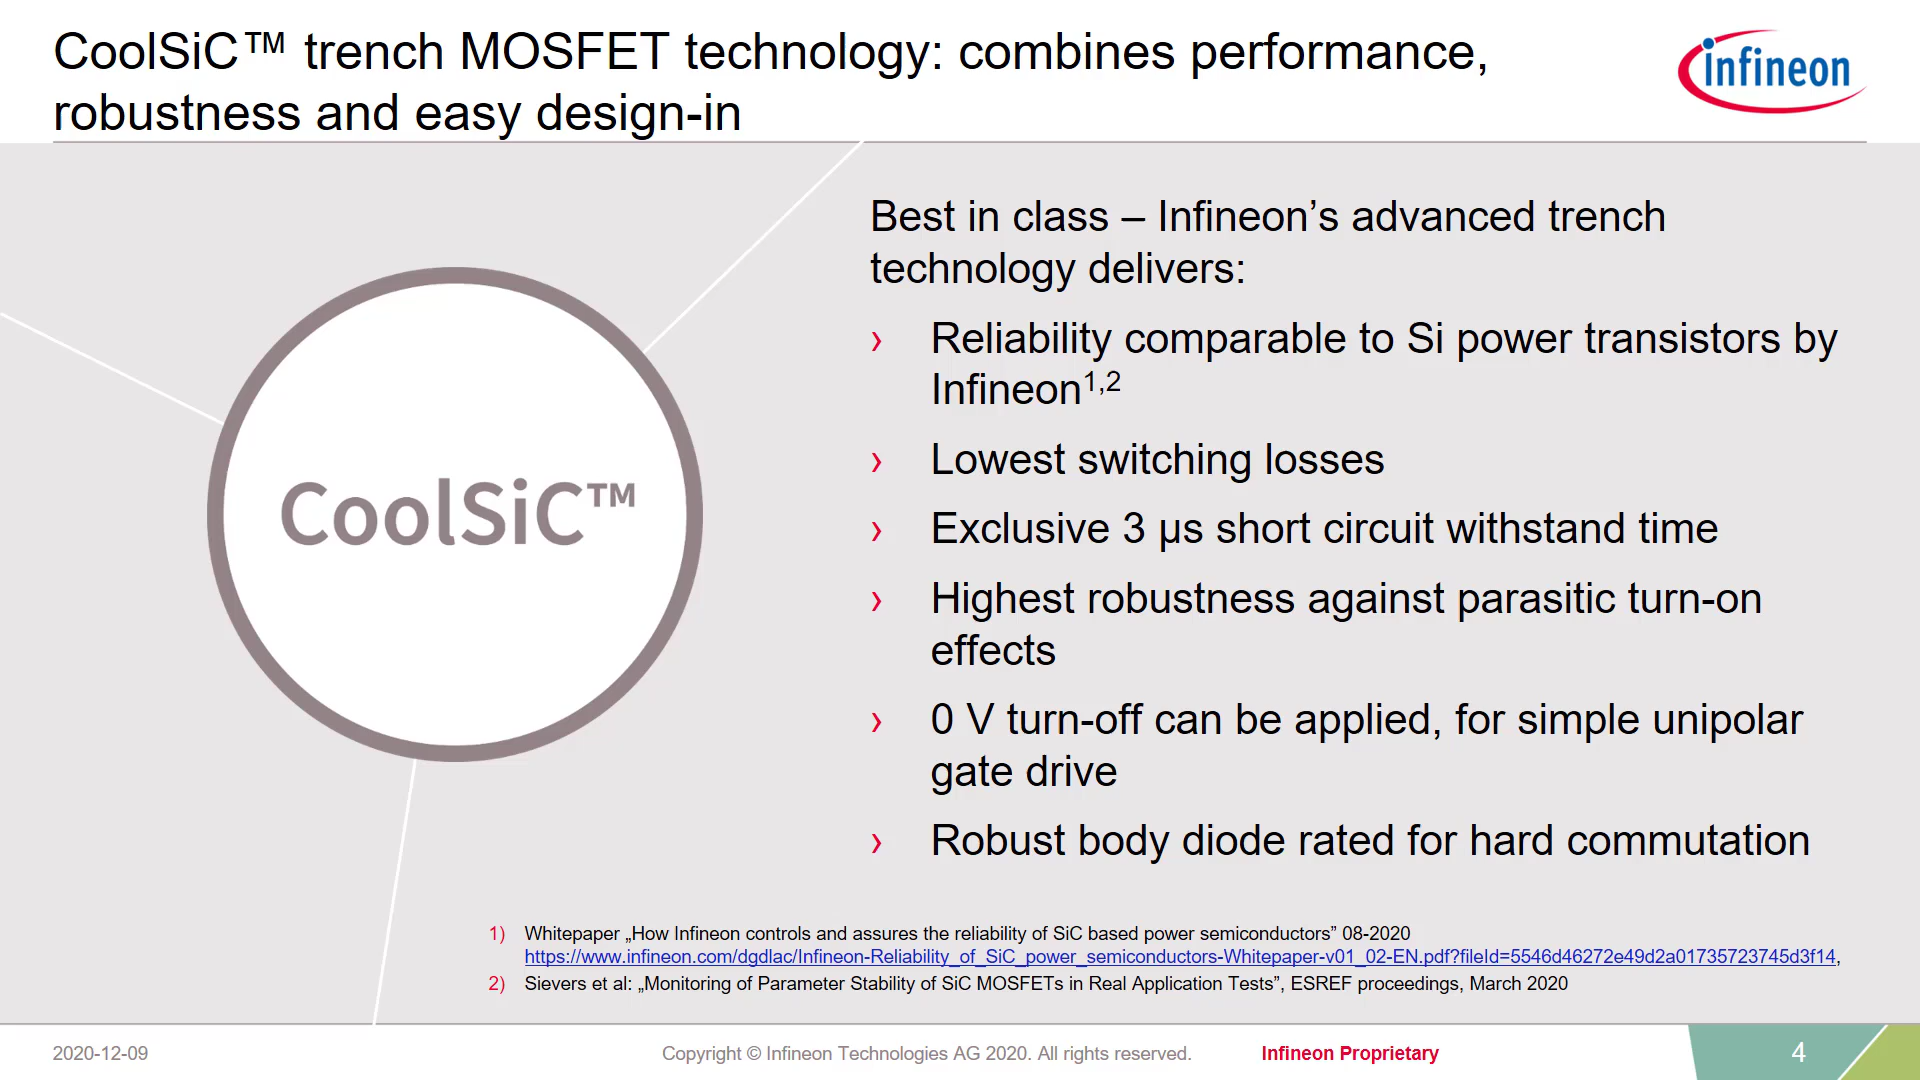 CoolSiC™ trench MOSFET technology: combines performance,
robustness and easy design-in
infineon
CoolSiC™
Best in class – Infineon’s advanced trench
technology delivers:
› Reliability comparable to Si power transistors by
Infineon1,2
› Lowest switching losses
› Exclusive 3 µs short circuit withstand time
› Highest robustness against parasitic turn-on
effects
› 0 V turn-off can be applied, for simple unipolar
gate drive
› Robust body diode rated for hard commutation
1) Whitepaper „How Infineon controls and assures the reliability of SiC based power semiconductors” 08-2020
https://www.infineon.com/dgdlac/Infineon-Reliability_of_SiC_power_semiconductors-Whitepaper-v01_02-EN.pdf?fileId=5546d46272e49d2a01735723745d3f14,
2) Sievers et al: „Monitoring of Parameter Stability of SiC MOSFETs in Real Application Tests”, ESREF proceedings, March 2020
2020-12-09
Copyright © Infineon Technologies AG 2020. All rights reserved.
Infineon Proprietary
4